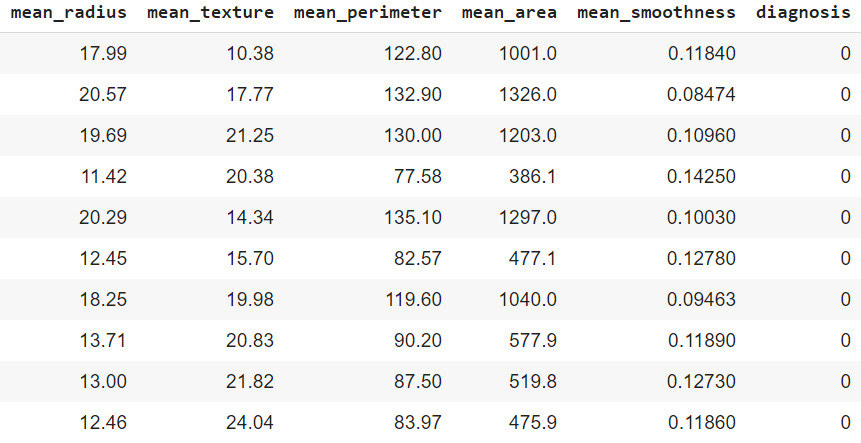 mean_radius mean_texture mean_perimeter mean_area mean_smoothness diagnosis
17.99 10.38 122.80 1001.0 0.11840 0
20.57 17.77 132.90 1326.0 0.08474 0
19.69 21.25 130.00 1203.0 0.10960 0
11.42 20.38 77.58 386.1 0.14250 0
20.29 14.34 135.10 1297.0 0.10030 0
12.45 15.70 82.57 477.1 0.12780 0
18.25 19.98 119.60 1040.0 0.09463 0
13.71 20.83 90.20 577.9 0.11890 0
13.00 21.82 87.50 519.8 0.12730 0
12.46 24.04 83.97 475.9 0.11860 0